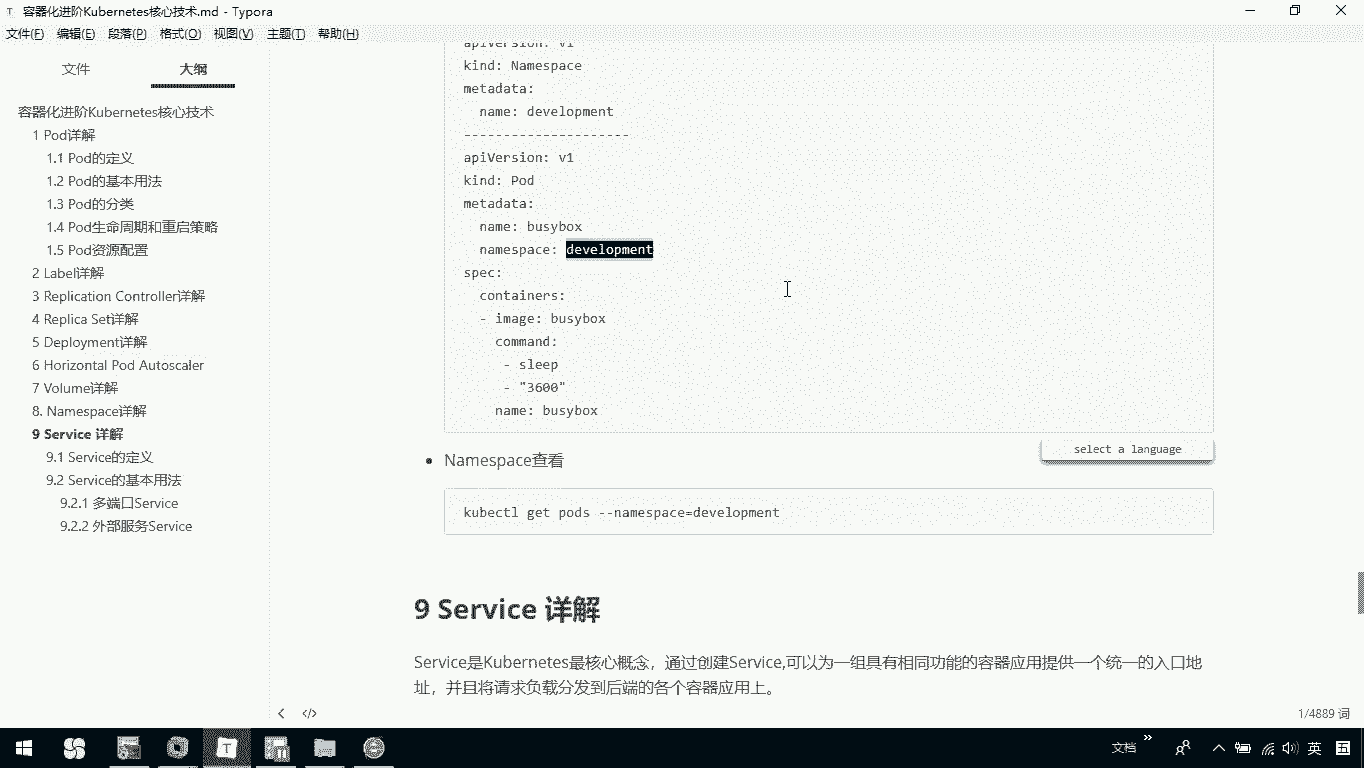 容器化进阶Kubernetes核心技术.md - Typora
文件(F) 编辑(E) 段落(P) 格式(O) 视图(V) 主题(T) 帮助(H)
文件 大纲
容器化进阶Kubernetes核心技术
1 Pod详解
1.1 Pod的定义
1.2 Pod的基本用法
1.3 Pod的分类
1.4 Pod生命周期和重启策略
1.5 Pod资源配置
2 Label详解
3 Replication Controller详解
4 Replica Set详解
5 Deployment详解
6 Horizontal Pod Autoscaler
7 Volume详解
8. Namespace详解
9 Service 详解
9.1 Service的定义
9.2 Service的基本用法
9.2.1 多端口Service
9.2.2 外部服务Service
apiVersion: v1
kind: Namespace
metadata:
name: development
---------------------
apiVersion: v1
kind: Pod
metadata:
name: busybox
namespace: development
spec:
containers:
- image: busybox
command:
- sleep
- "3600"
name: busybox
select a language
Namespace查看
kubectl get pods --namespace=development
9 Service 详解
Service是Kubernetes最核心概念，通过创建Service,可以为一组具有相同功能的容器应用提供一个统一的入口地
址，并且将请求负载分发到后端的各个容器应用上。
1/4889 词
文档
英
五